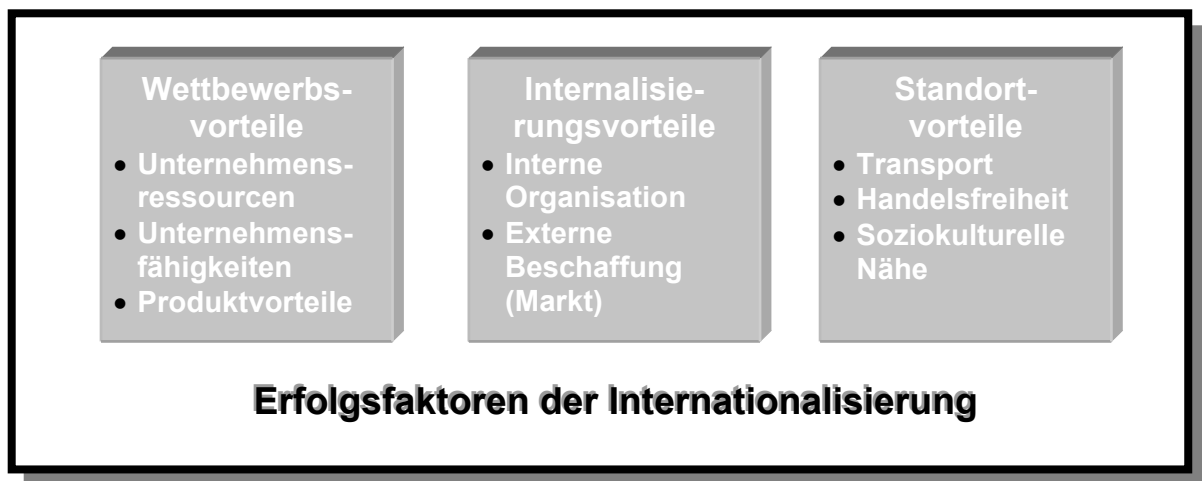 Wettbewerbs-
vorteile
• Unternehmens-
ressourcen
• Unternehmens-
fähigkeiten
• Produktvorteile
Internalisie-
rungsvorteile
• Interne
Organisation
• Externe
Beschaffung
(Markt)
Standort-
vorteile
• Transport
• Handelsfreiheit
• Soziokulturelle
Nähe
Erfolgsfaktoren der Internationalisierung